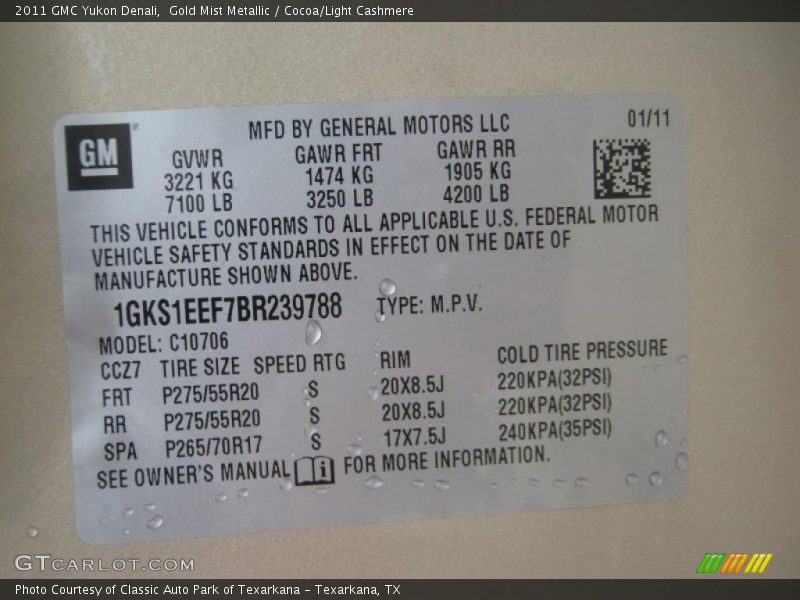 2011 GMC Yukon Denali,  Gold Mist Metallic / Cocoa/Light Cashmere
GM
MFD BY GENERAL MOTORS LLC 01/11
GVWR GAWR FRT GAWR RR
3221 KG 1474 KG 1905 KG
7100 LB 3250 LB 4200 LB
THIS VEHICLE CONFORMS TO ALL APPLICABLE U.S. FEDERAL MOTOR
VEHICLE SAFETY STANDARDS IN EFFECT ON THE DATE OF
MANUFACTURE SHOWN ABOVE.
1GKS1EEF7BR239788 TYPE: M.P.V.
MODEL: C10706
CCZ7 TIRE SIZE SPEED RTG RIM COLD TIRE PRESSURE
FRT P275/55R20 S 20X8.5J 220KPA(32PSI)
RR P275/55R20 S 20X8.5J 220KPA(32PSI)
SPA P265/70R17 S 17X7.5J 240KPA(35PSI)
SEE OWNER'S MANUAL FOR MORE INFORMATION.
GTCARLOT.COM
Photo Courtesy of Classic Auto Park of Texarkana – Texarkana, TX